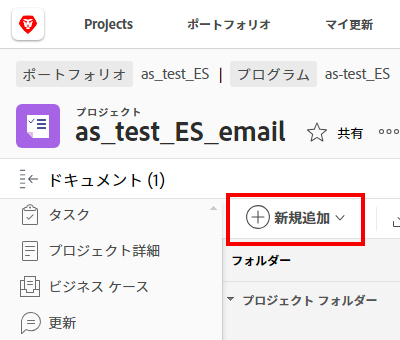 Projects ポートフォリオ マイ更新
ポートフォリオ as_test_ES | プログラム as-test_ES
プロジェクト
as_test_ES_email 共有
ドキュメント (1)
タスク
新規追加
プロジェクト詳細
フォルダー
ビジネス ケース
プロジェクト フォルダー
更新